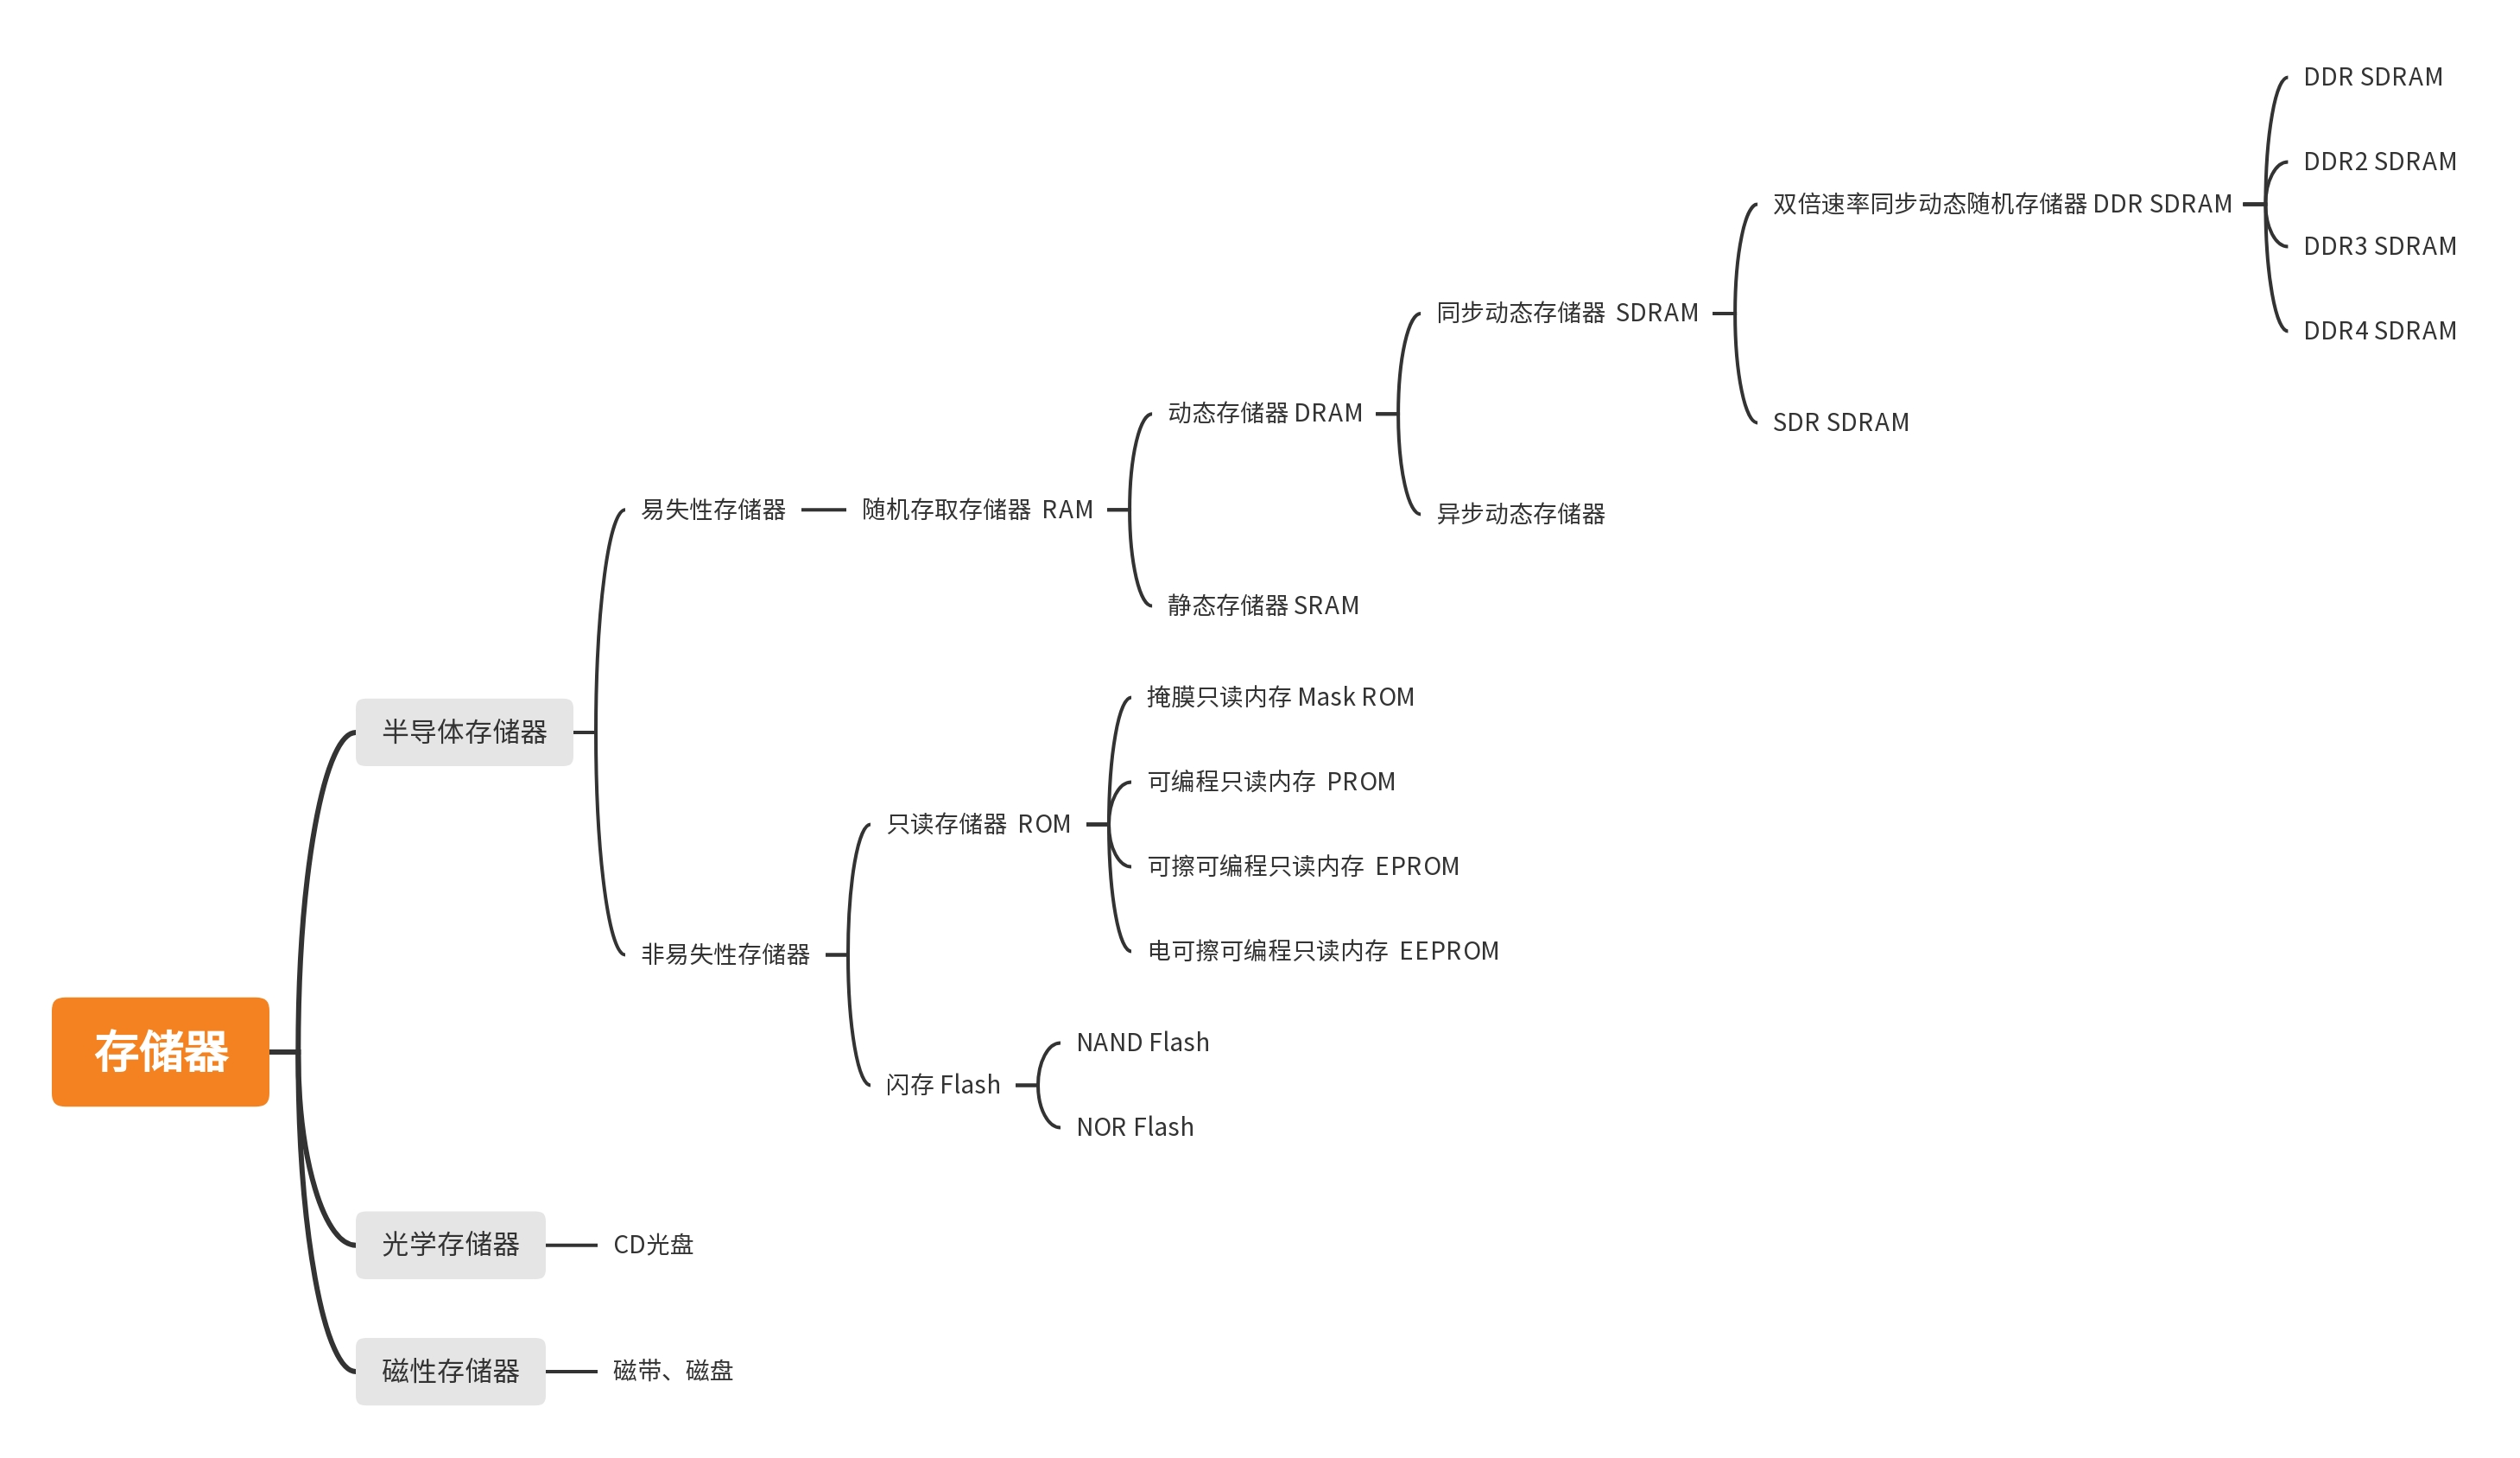 存储器
半导体存储器
易失性存储器
随机存取存储器 RAM
动态存储器 DRAM
同步动态存储器 SDRAM
双倍速率同步动态随机存储器 DDR SDRAM
DDR SDRAM
DDR2 SDRAM
DDR3 SDRAM
DDR4 SDRAM
SDR SDRAM
异步动态存储器
静态存储器 SRAM
非易失性存储器
只读存储器 ROM
掩膜只读内存 Mask ROM
可编程只读内存 PROM
可擦可编程只读内存 EPROM
电可擦可编程只读内存 EEPROM
闪存 Flash
NAND Flash
NOR Flash
光学存储器
CD光盘
磁性存储器
磁带、磁盘